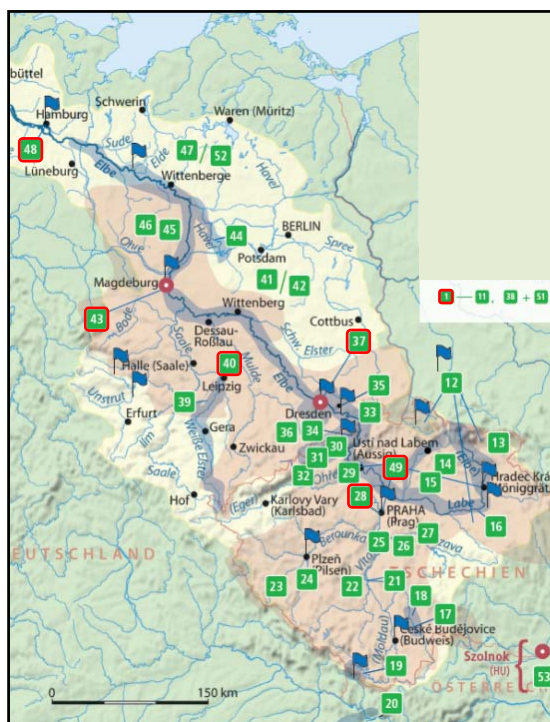 büttel
Schwerin
Hamburg
Waren (Müritz)
48
Sude
Elde
47 / 52
Lüneburg
Elbe
Wittenberge
Havel
46
45
Ohre
Havel
44
BERLIN
Potsdam
Spree
41 / 42
1 — 11, 38 + 51
Magdeburg
Wittenberg
43
Bode
Cottbus
Dessau-
Roßlau
Schw. Elster
Saale
37
Halle (Saale)
40
Mulde
Elbe
Leipzig
12
35
Unstrut
39
Dresden
33
Erfurt
Ilm
Gera
36
34
13
Weiße Elster
30
Ústí nad Labem
(Aussig)
Elbe
Zwickau
31
29
49
14
Hradec Krá
Königgrätz
Saale
32
Ohře
15
28
Labe
Hof
(Eger)
Karlovy Vary
(Karlsbad)
PRAHA
(Prag)
16
Berounka
27
25
26
zava
EUTSCHLAND
Plzeň
(Pilsen)
TSCHECHIEN
23
24
22
21
18
17
České Budějovice
(Budweis)
(Moldau)
19
Szolnok
(HU)
53
0
150 km
20
ÖSTERREIC